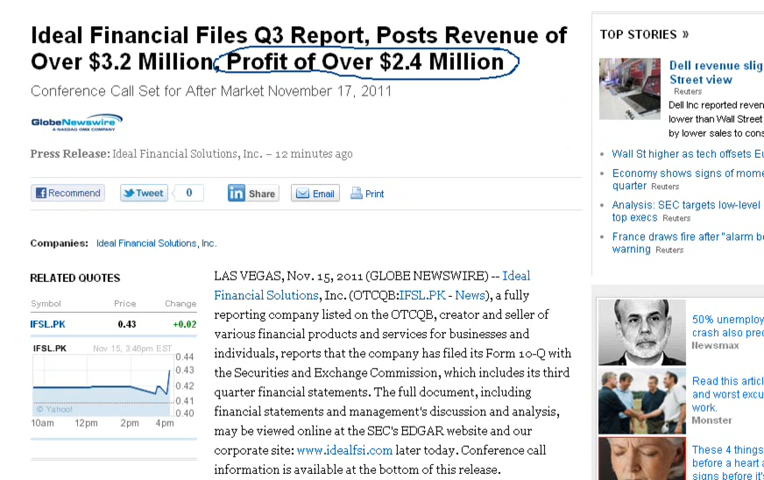 Ideal Financial Files Q3 Report, Posts Revenue of
Over $3.2 Million, Profit of Over $2.4 Million
Conference Call Set for After Market November 17, 2011
GlobeNewswire
A NASDAQ OMX COMPANY
Press Release: Ideal Financial Solutions, Inc. – 12 minutes ago
Recommend
Tweet
0
in Share
Email
Print
Companies: Ideal Financial Solutions, Inc.
RELATED QUOTES
Symbol Price Change
IFSL.PK 0.43 +0.02
IFSL.PK Nov 15, 3:46pm EST
0.44
0.43
0.42
0.41
0.40
© Yahoo!
10am 12pm 2pm 4pm
LAS VEGAS, Nov. 15, 2011 (GLOBE NEWSWIRE) -- Ideal
Financial Solutions, Inc. (OTCQB:IFSL.PK - News), a fully
reporting company listed on the OTCQB, creator and seller of
various financial products and services for businesses and
individuals, reports that the company has filed its Form 10-Q with
the Securities and Exchange Commission, which includes its third
quarter financial statements. The full document, including
financial statements and management's discussion and analysis,
may be viewed online at the SEC's EDGAR website and our
corporate site: www.idealfsi.com later today. Conference call
information is available at the bottom of this release.
TOP STORIES »
Dell revenue slig
Street view
Reuters
Dell Inc reported reven
lower than Wall Street
by lower sales to cons
Wall St higher as tech offsets Eu
Economy shows signs of mome
quarter Reuters
Analysis: SEC targets low-level
top execs Reuters
France draws fire after "alarm b
warning Reuters
50% unemploy
crash also prec
Newsmax
Read this articl
and worst excu
work.
Monster
These 4 things
before a heart a
signs before it's